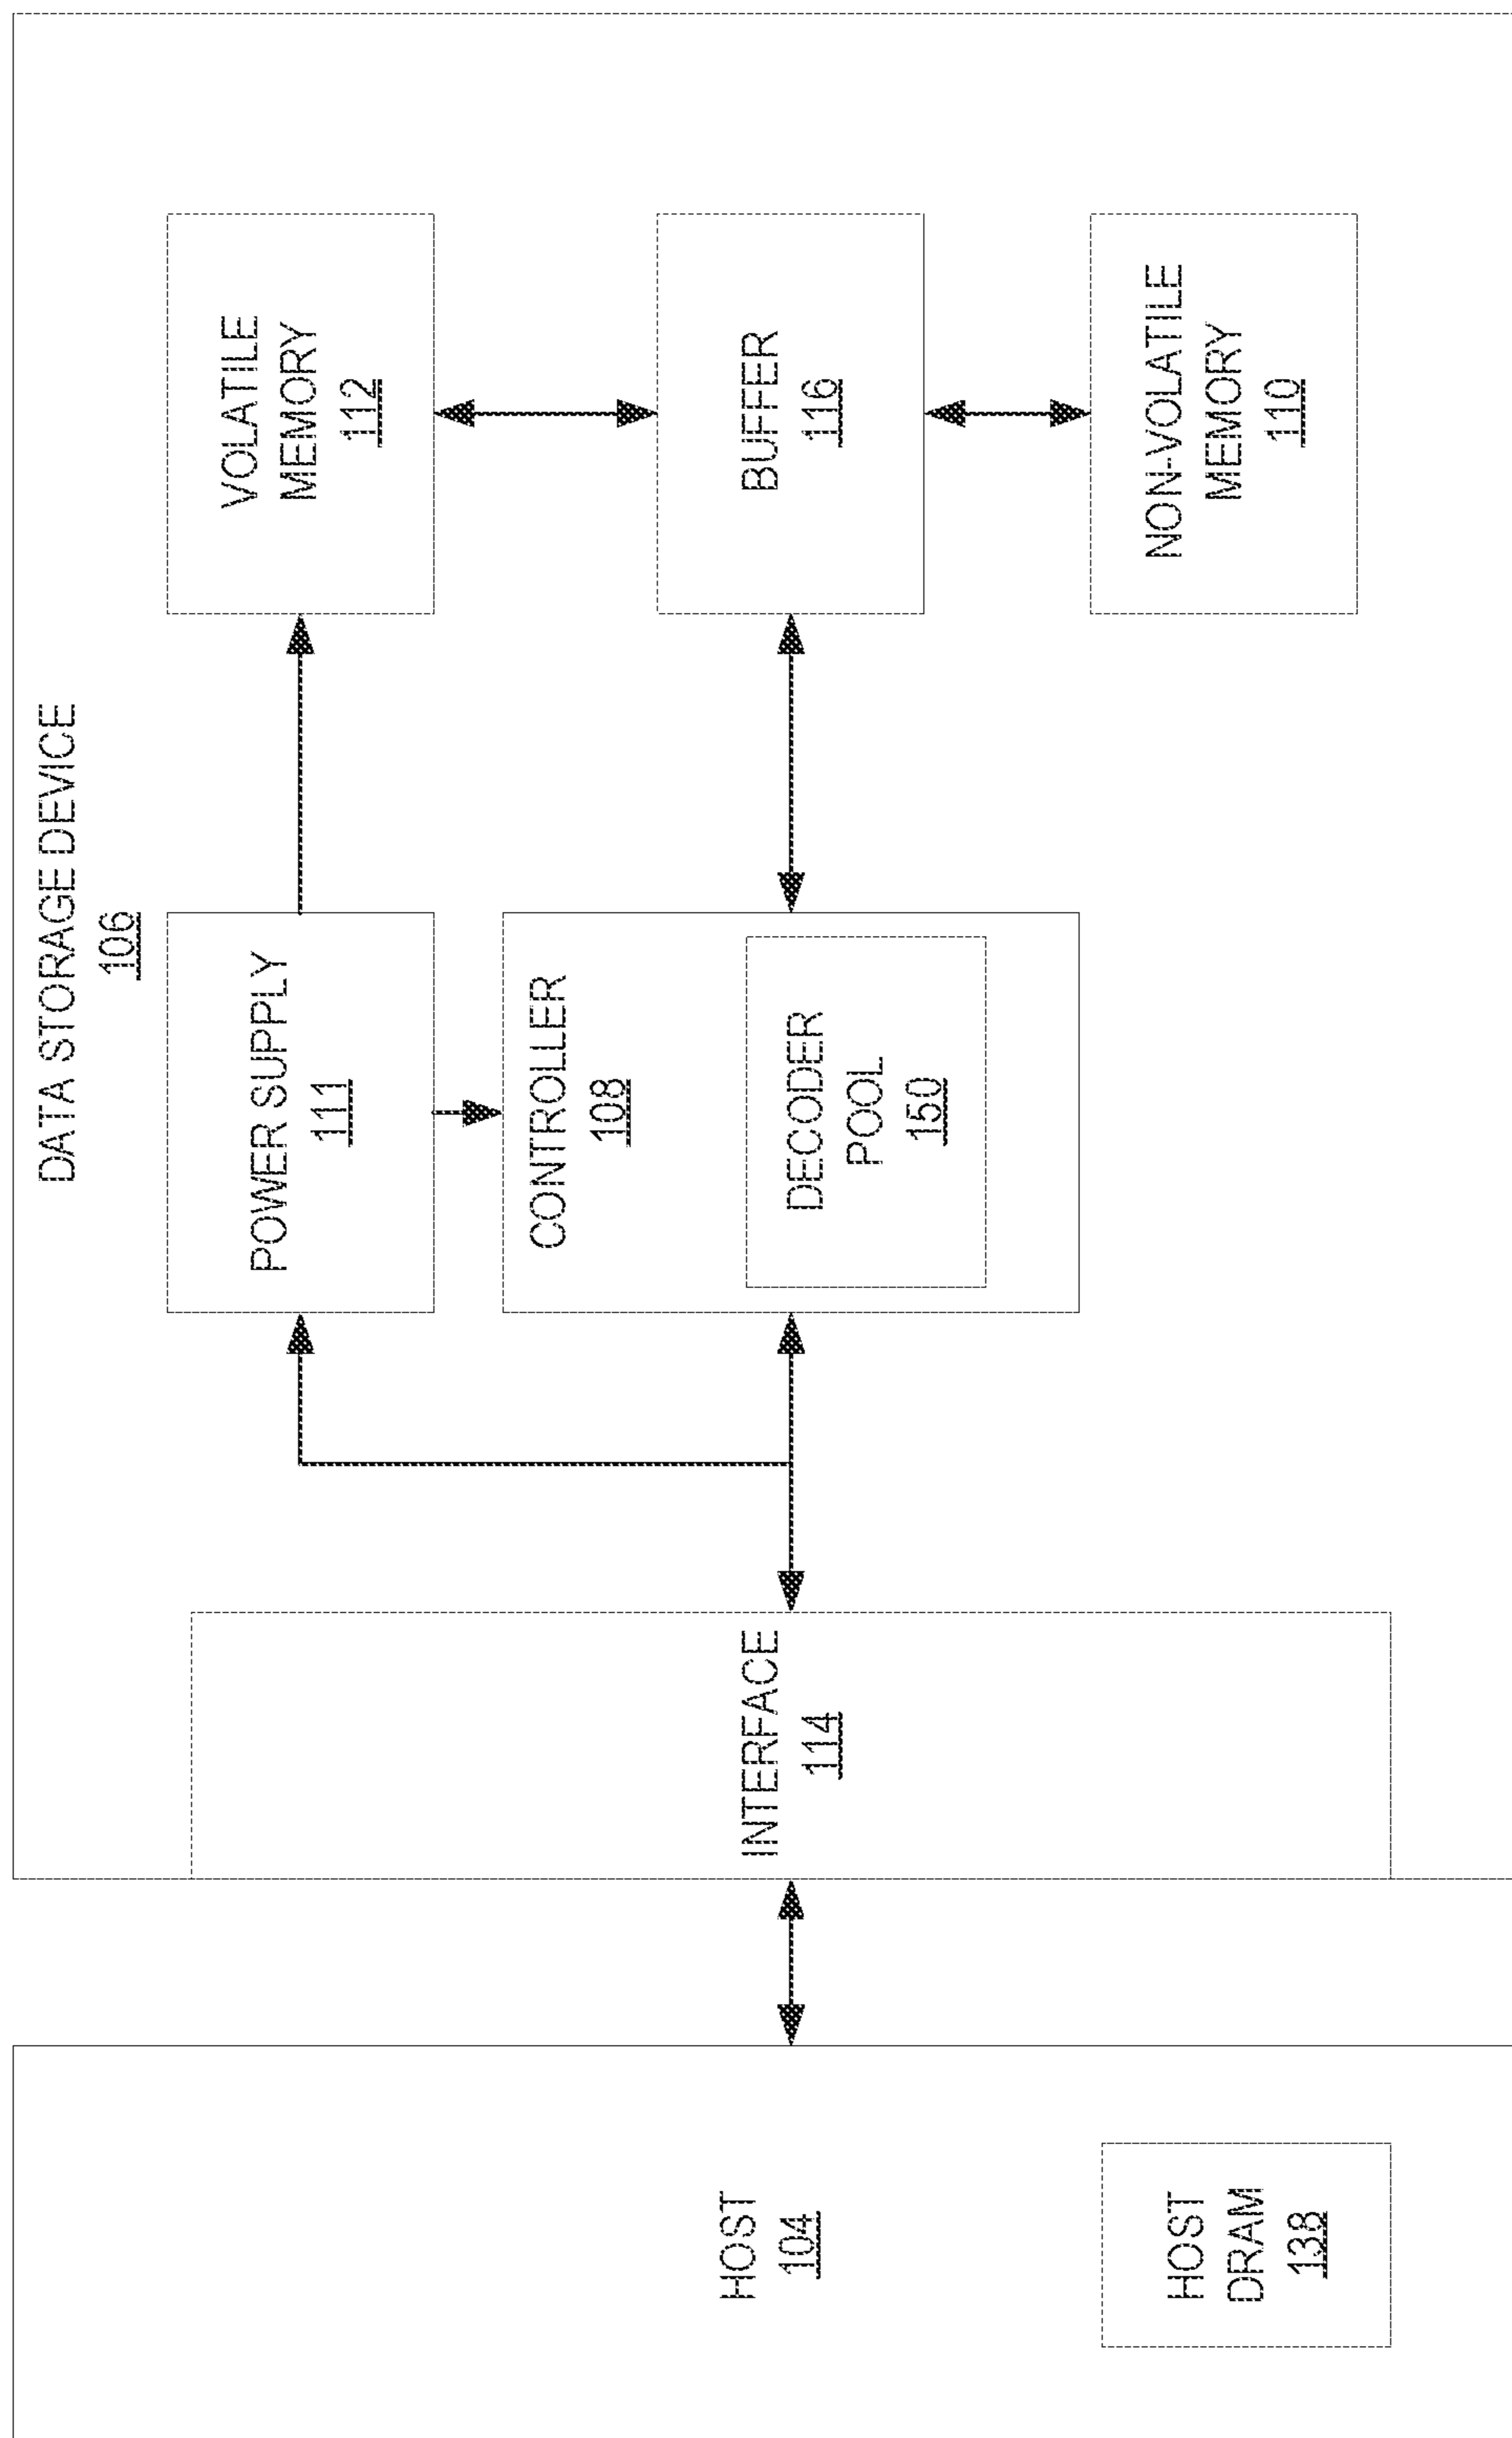 DATA STORAGE DEVICE
106
HOST
104
HOST
DRAM
138
INTERFACE
114
POWER SUPPLY
111
CONTROLLER
108
DECODER
POOL
150
VOLATILE
MEMORY
112
BUFFER
116
NON-VOLATILE
MEMORY
110